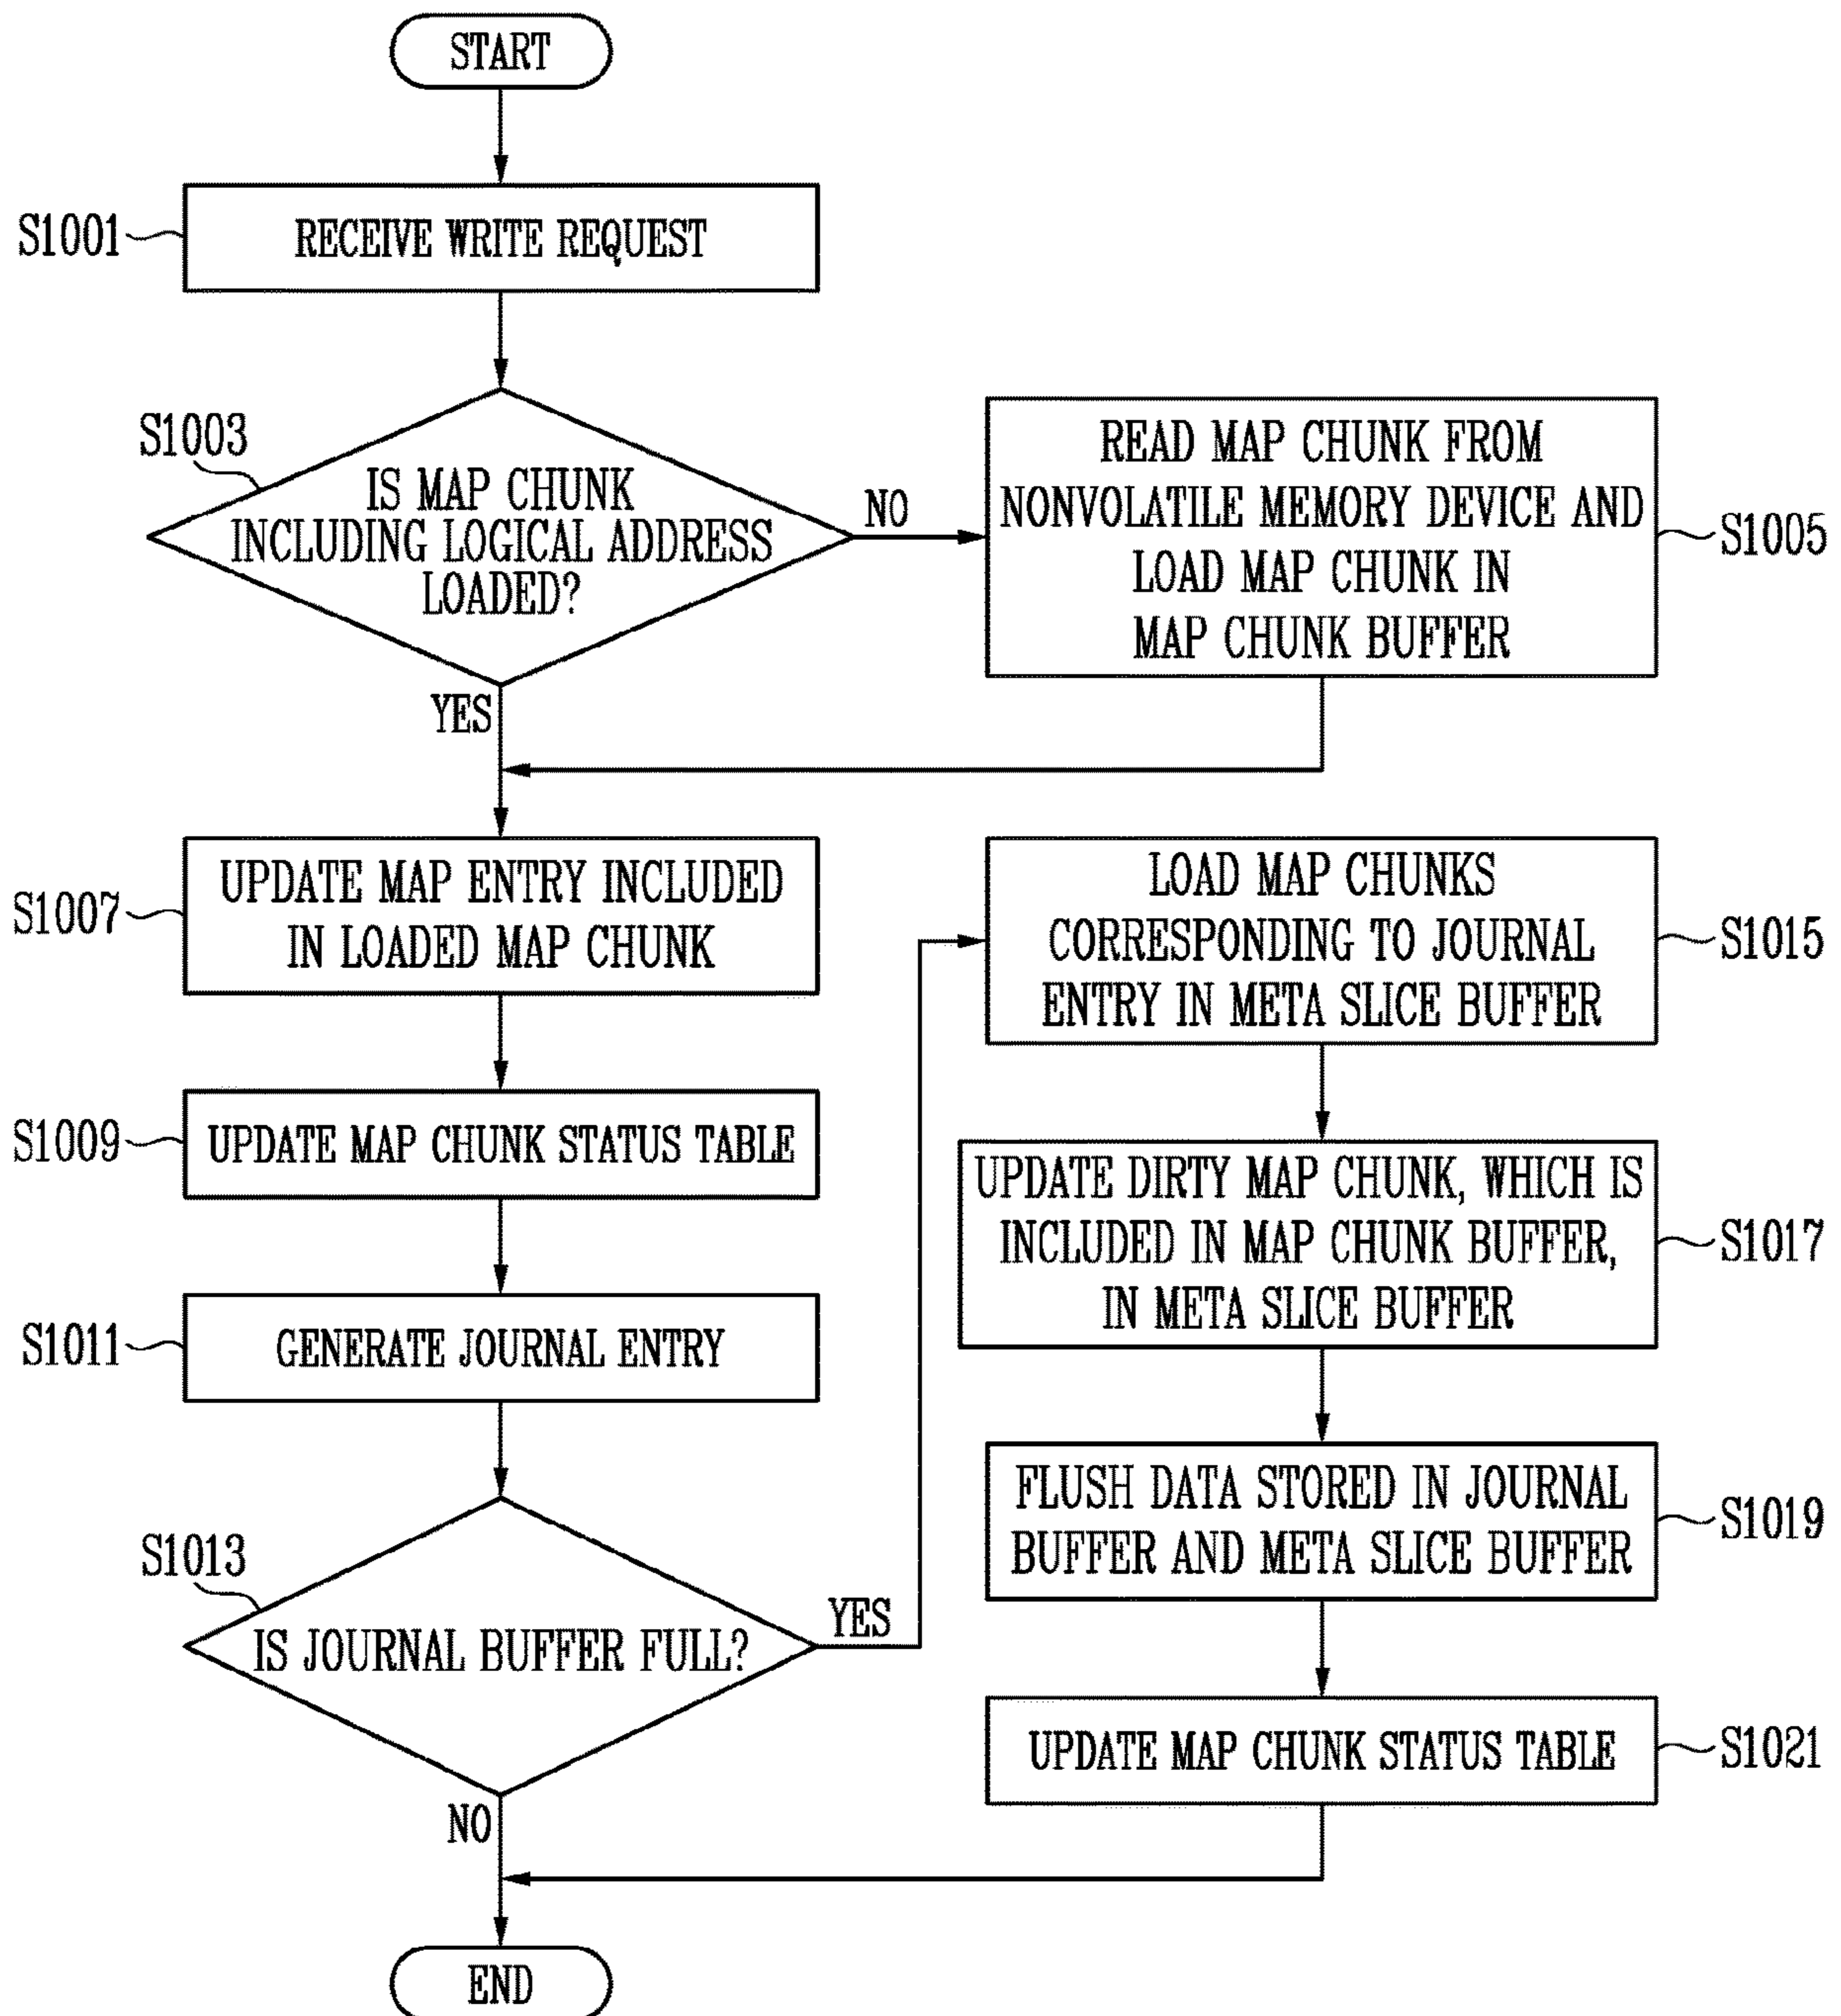 START
S1001
RECEIVE WRITE REQUEST
S1003
IS MAP CHUNK
INCLUDING LOGICAL ADDRESS
LOADED?
NO
YES
READ MAP CHUNK FROM
NONVOLATILE MEMORY DEVICE AND
LOAD MAP CHUNK IN
MAP CHUNK BUFFER
S1005
S1007
UPDATE MAP ENTRY INCLUDED
IN LOADED MAP CHUNK
S1009
UPDATE MAP CHUNK STATUS TABLE
S1011
GENERATE JOURNAL ENTRY
S1013
IS JOURNAL BUFFER FULL?
YES
NO
LOAD MAP CHUNKS
CORRESPONDING TO JOURNAL
ENTRY IN META SLICE BUFFER
S1015
UPDATE DIRTY MAP CHUNK, WHICH IS
INCLUDED IN MAP CHUNK BUFFER,
IN META SLICE BUFFER
S1017
FLUSH DATA STORED IN JOURNAL
BUFFER AND META SLICE BUFFER
S1019
UPDATE MAP CHUNK STATUS TABLE
S1021
END